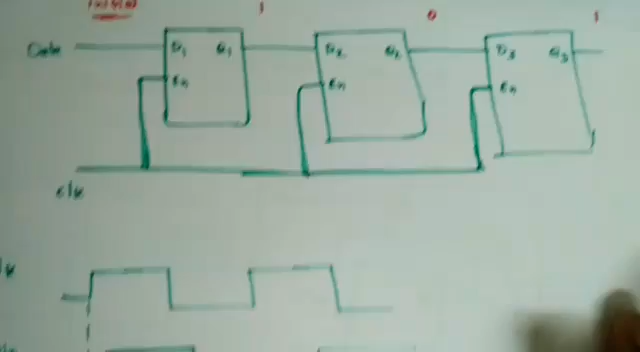 1 0 1
Data D₁ Q₁ D₂ Q₂ D₃ Q₃
En En En
clk